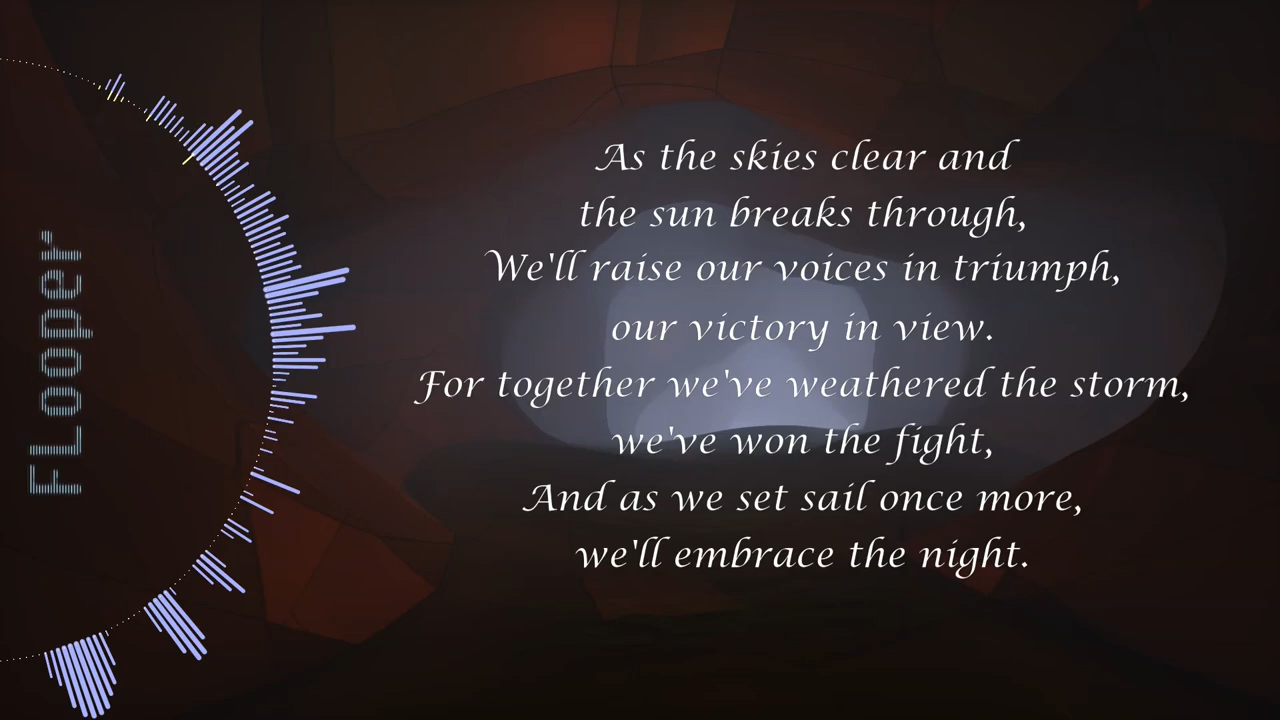 FLooper
As the skies clear and
the sun breaks through,
We'll raise our voices in triumph,
our victory in view.
For together we've weathered the storm,
we've won the fight,
And as we set sail once more,
we'll embrace the night.